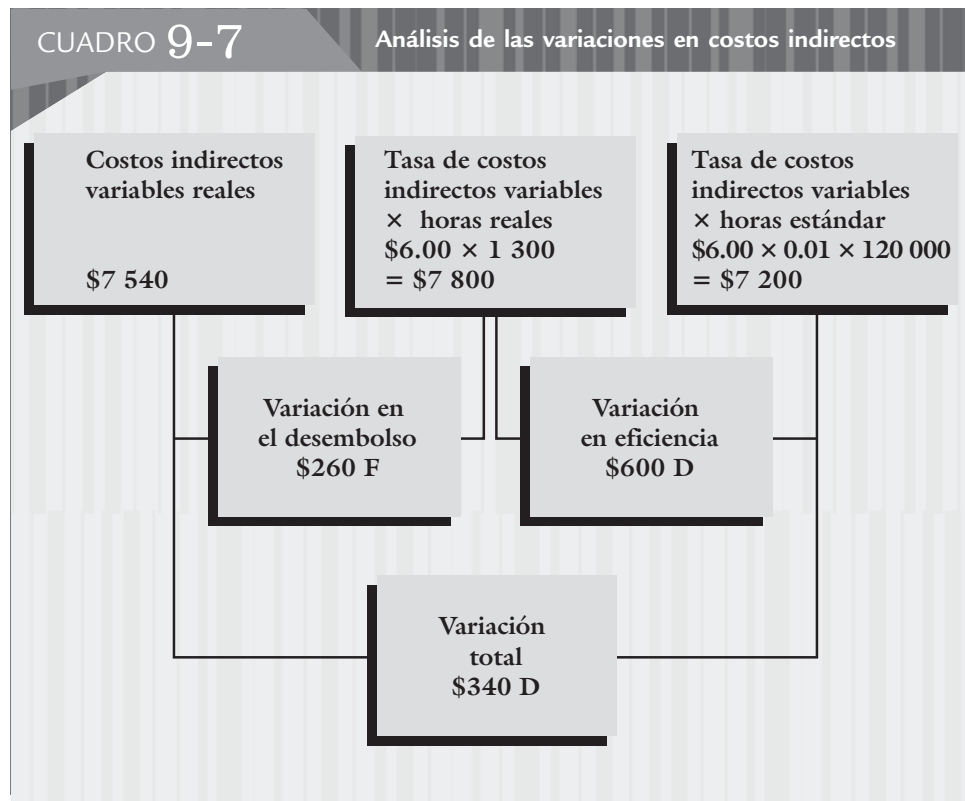 CUADRO 9-7
Análisis de las variaciones en costos indirectos
Costos indirectos
variables reales
$7 540
Tasa de costos
indirectos variables
× horas reales
$6.00 × 1 300
= $7 800
Tasa de costos
indirectos variables
× horas estándar
$6.00 × 0.01 × 120 000
= $7 200
Variación en
el desembolso
$260 F
Variación
en eficiencia
$600 D
Variación
total
$340 D